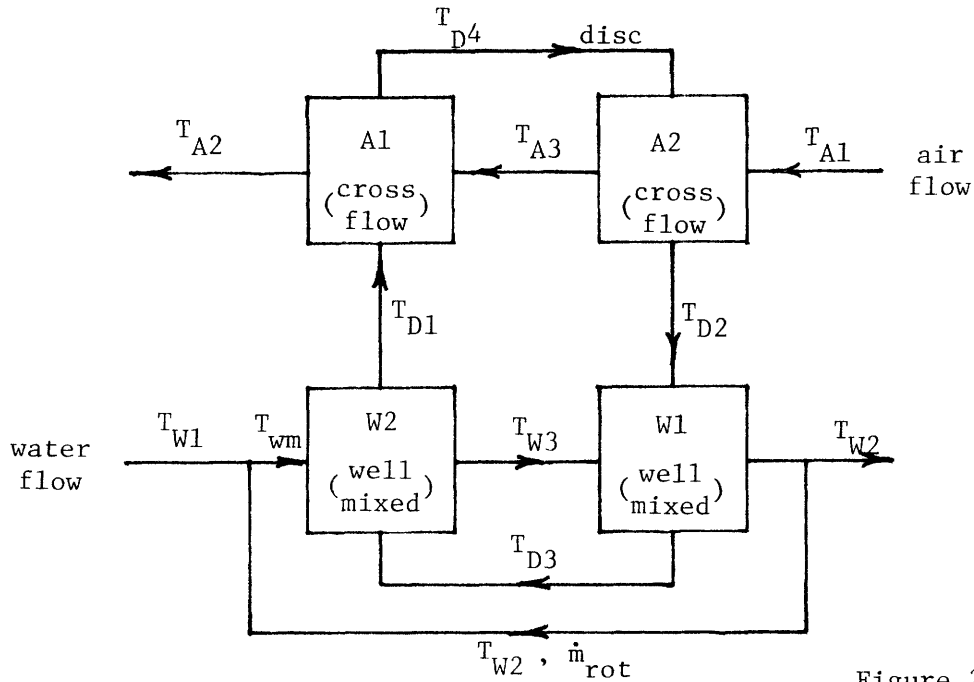 T_D4
disc
A1
(cross flow)
A2
(cross flow)
T_A2
T_A3
T_A1
air
flow
T_D1
T_D2
water
flow
T_W1
T_wm
W2
(well mixed)
T_W3
W1
(well mixed)
T_W2
T_D3
T_W2 , ṁ_rot